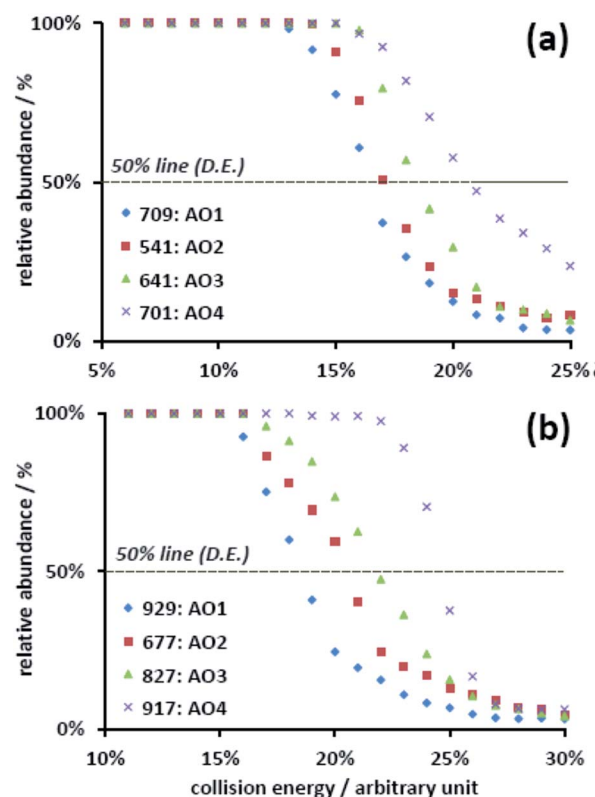 100%
(a)
relative abundance / %
50% line (D.E.)
50%
709: AO1
541: AO2
641: AO3
701: AO4
0%
5% 10% 15% 20% 25%
100%
(b)
relative abundance / %
50% line (D.E.)
50%
929: AO1
677: AO2
827: AO3
917: AO4
0%
10% 15% 20% 25% 30%
collision energy / arbitrary unit